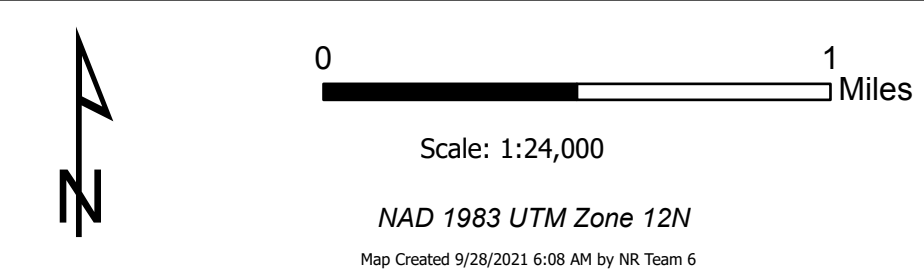 0 1
Miles
Scale: 1:24,000
N
NAD 1983 UTM Zone 12N
Map Created 9/28/2021 6:08 AM by NR Team 6